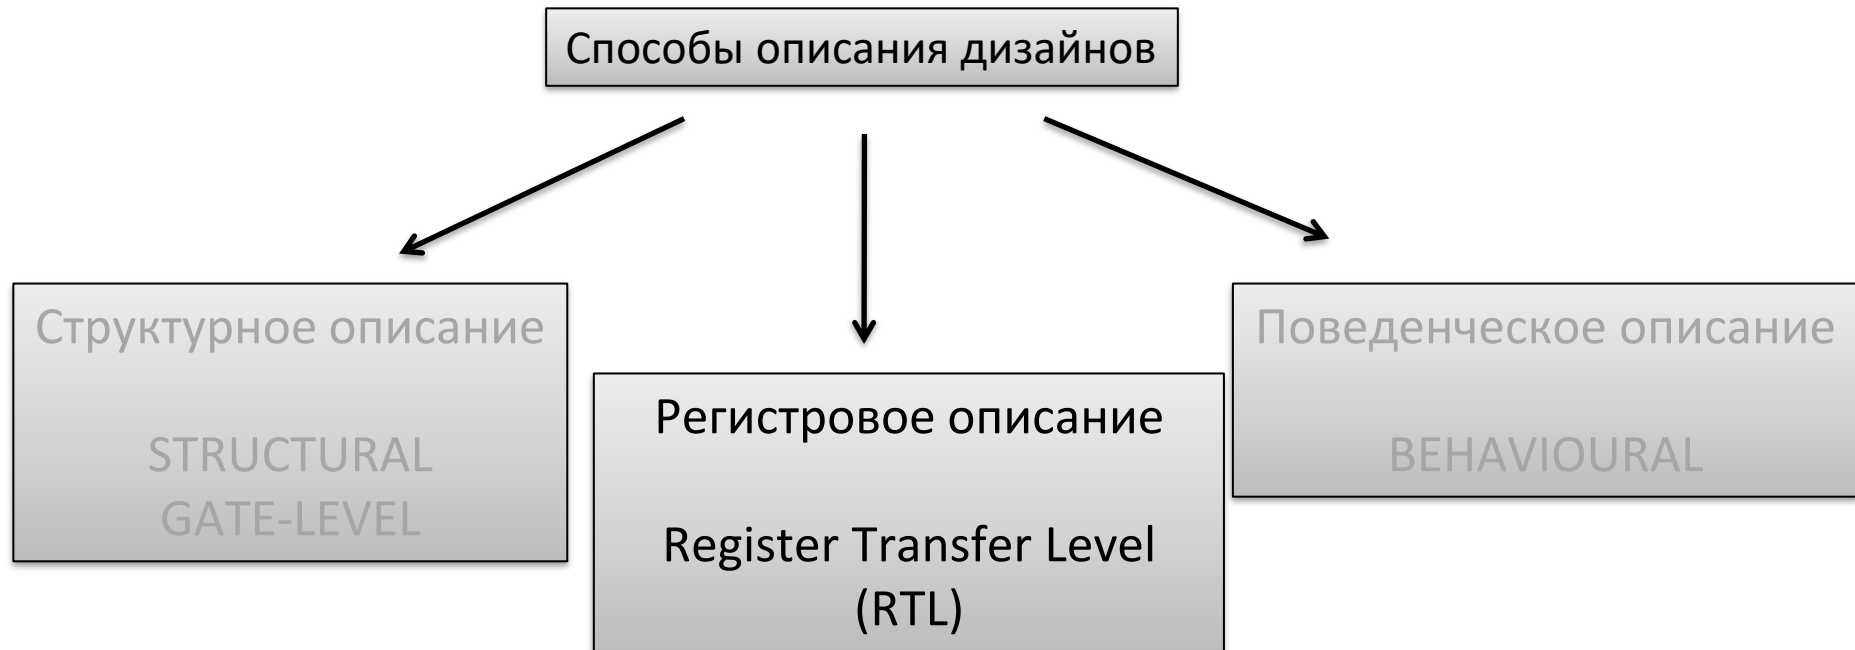 Способы описания дизайнов
Структурное описание
STRUCTURAL
GATE-LEVEL
Регистровое описание
Register Transfer Level
(RTL)
Поведенческое описание
BEHAVIOURAL